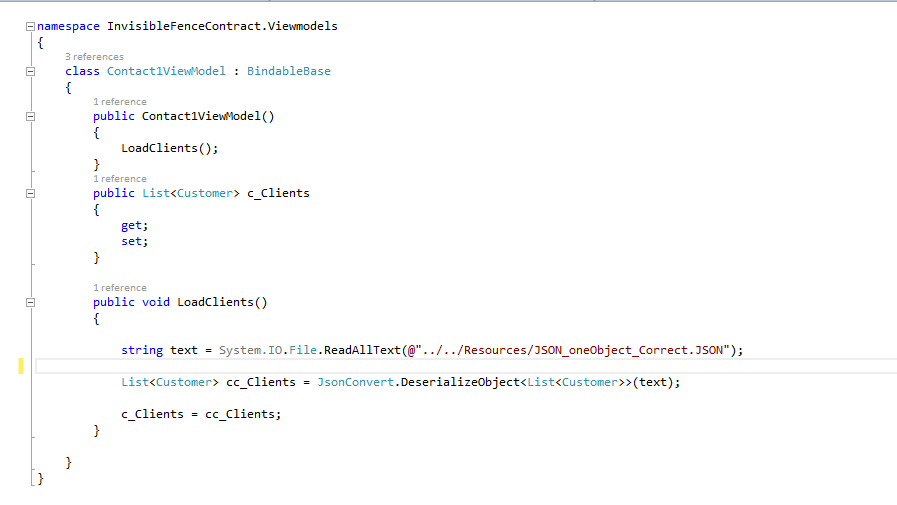 namespace InvisibleFenceContract.Viewmodels
{
3 references
class Contact1ViewModel : BindableBase
{
1 reference
public Contact1ViewModel()
{
LoadClients();
}
1 reference
public List<Customer> c_Clients
{
get;
set;
}
1 reference
public void LoadClients()
{
string text = System.IO.File.ReadAllText(@"../../Resources/JSON_oneObject_Correct.JSON");
List<Customer> cc_Clients = JsonConvert.DeserializeObject<List<Customer>>(text);
c_Clients = cc_Clients;
}
}
}